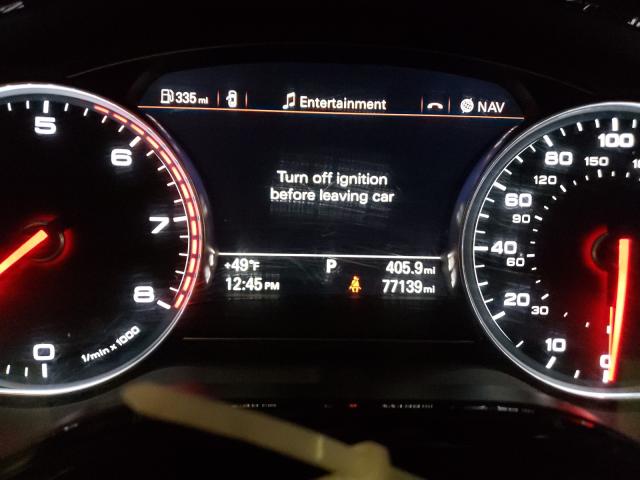 335 mi
Entertainment
NAV
Turn off ignition
before leaving car
+49°F
P
405.9 mi
12:45 PM
77139 mi
5
6
7
8
0
1/min x 1000
100
80
150
120
60
90
40
60
20
30
10
0